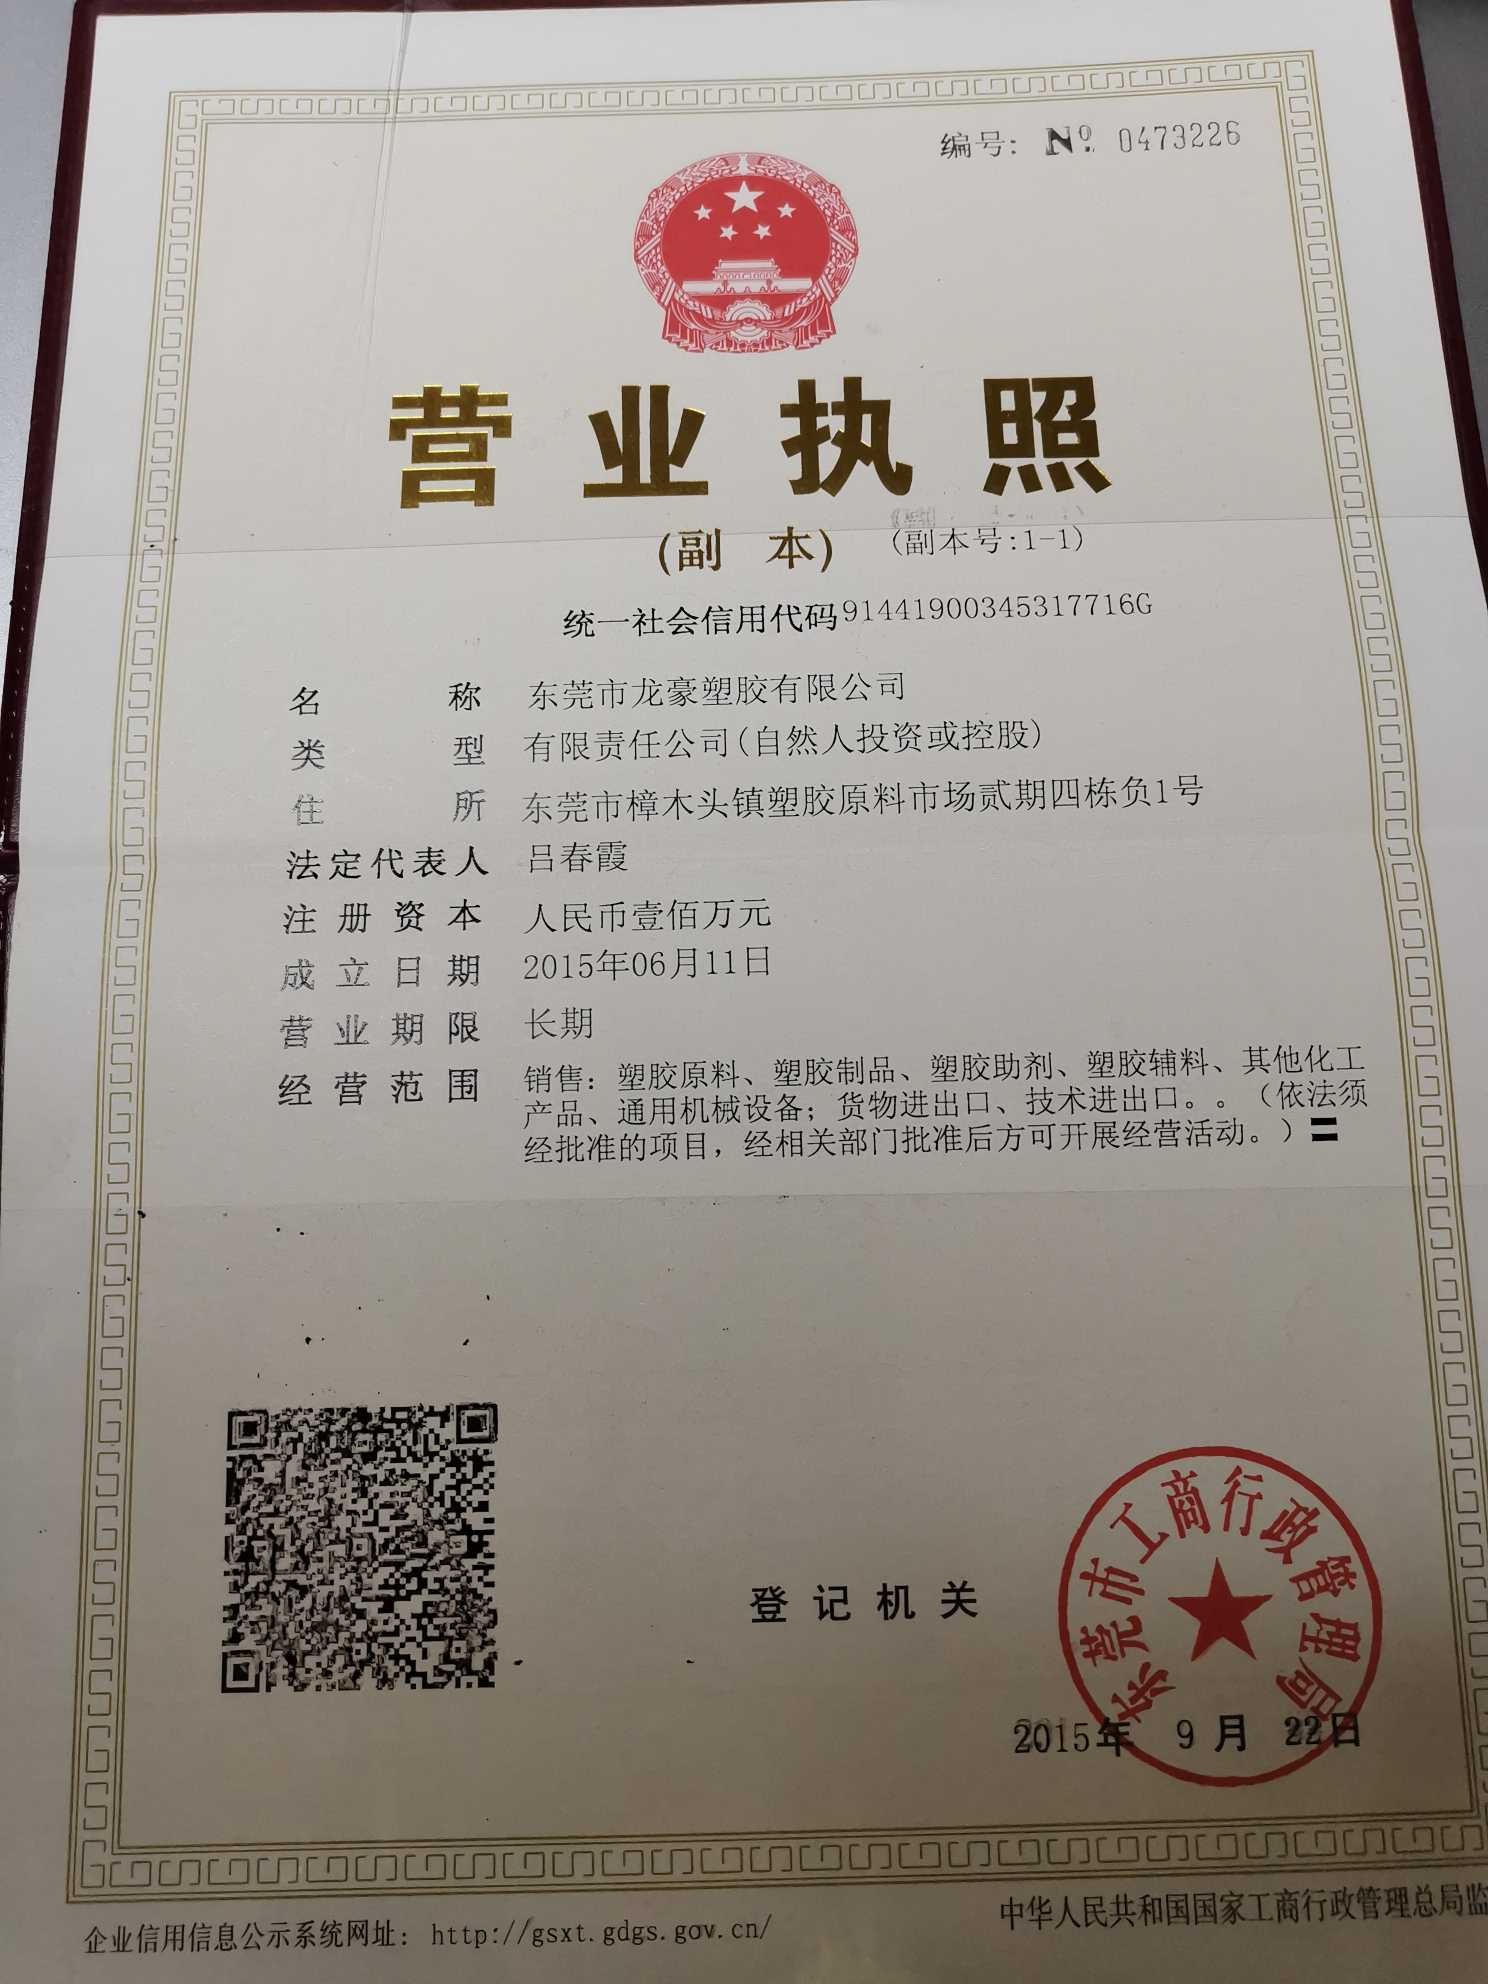 编号: Nº 0473226
营业执照
(副 本) (副本号:1-1)
统一社会信用代码91441900345317716G
名 称 东莞市龙豪塑胶有限公司
类 型 有限责任公司(自然人投资或控股)
住 所 东莞市樟木头镇塑胶原料市场贰期四栋负1号
法定代表人 吕春霞
注册资本 人民币壹佰万元
成立日期 2015年06月11日
营业期限 长期
经营范围 销售：塑胶原料、塑胶制品、塑胶助剂、塑胶辅料、其他化工
产品、通用机械设备；货物进出口、技术进出口。。（依法须
经批准的项目，经相关部门批准后方可开展经营活动。）〓
东莞市工商行政管理局
登记机关
2015年 9月 22日
企业信用信息公示系统网址：http://gsxt.gdgs.gov.cn/
中华人民共和国国家工商行政管理总局监